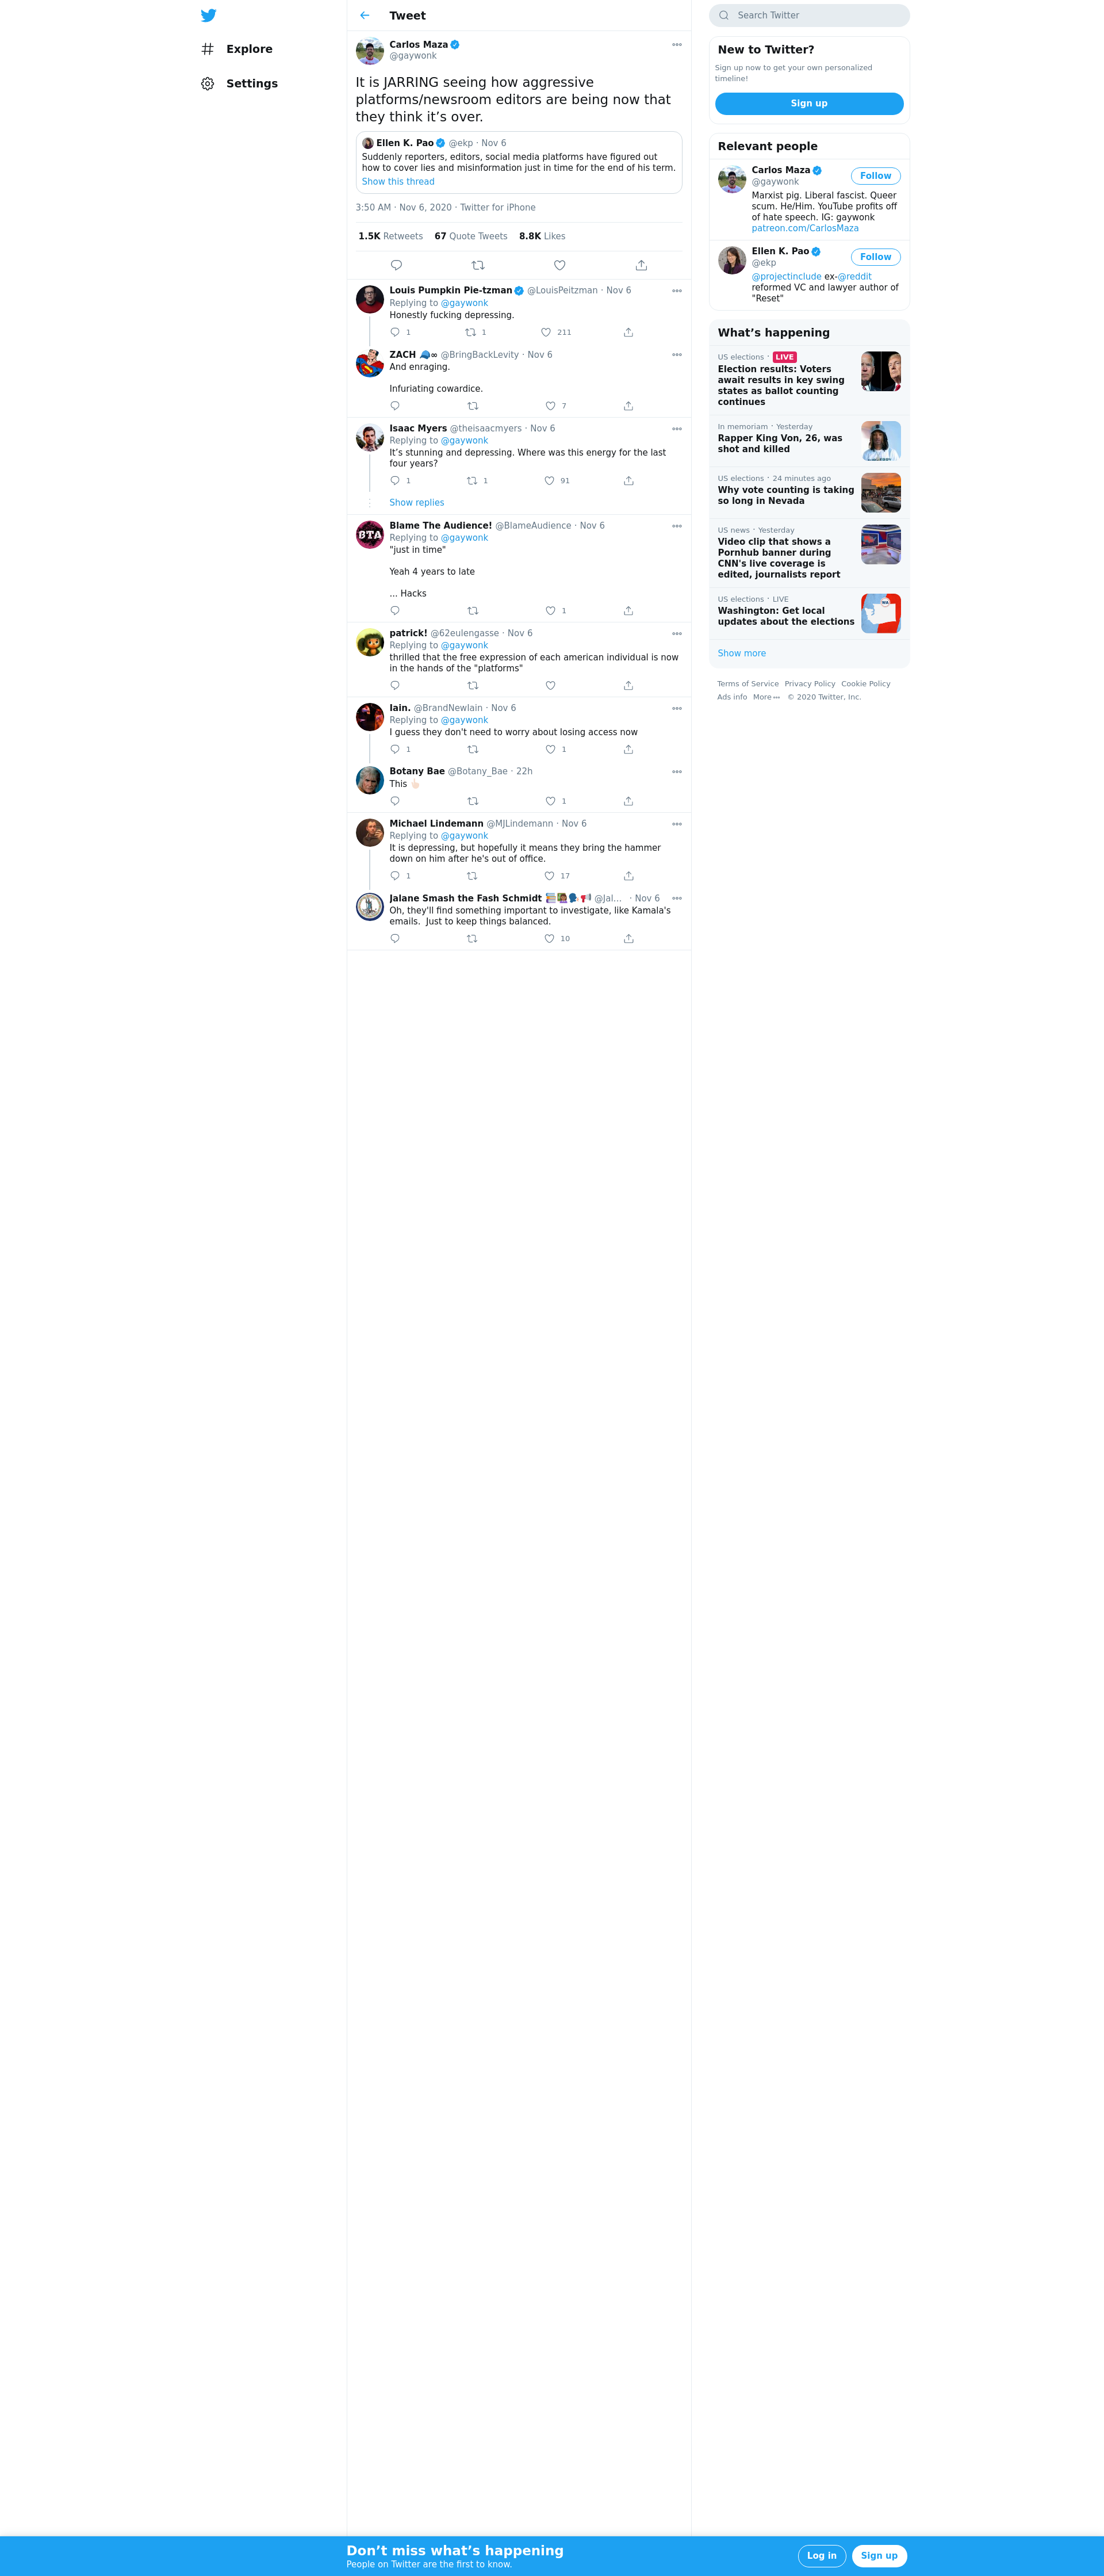 Explore
Settings
Tweet
Carlos Maza
@gaywonk
It is JARRING seeing how aggressive
platforms/newsroom editors are being now that
they think it’s over.
Ellen K. Pao @ekp · Nov 6
Suddenly reporters, editors, social media platforms have figured out
how to cover lies and misinformation just in time for the end of his term.
Show this thread
3:50 AM · Nov 6, 2020 · Twitter for iPhone
1.5K Retweets 67 Quote Tweets 8.8K Likes
Louis Pumpkin Pie-tzman @LouisPeitzman · Nov 6
Replying to @gaywonk
Honestly fucking depressing.
1 1 211
ZACH 🧢∞ @BringBackLevity · Nov 6
And enraging.
Infuriating cowardice.
7
Isaac Myers @theisaacmyers · Nov 6
Replying to @gaywonk
It’s stunning and depressing. Where was this energy for the last
four years?
1 1 91
Show replies
BTA
Blame The Audience! @BlameAudience · Nov 6
Replying to @gaywonk
"just in time"
Yeah 4 years to late
... Hacks
1
patrick! @62eulengasse · Nov 6
Replying to @gaywonk
thrilled that the free expression of each american individual is now
in the hands of the "platforms"
Iain. @BrandNewIain · Nov 6
Replying to @gaywonk
I guess they don't need to worry about losing access now
1 1
Botany Bae @Botany_Bae · 22h
This 👆🏻
1
Michael Lindemann @MJLindemann · Nov 6
Replying to @gaywonk
It is depressing, but hopefully it means they bring the hammer
down on him after he's out of office.
1 17
Jalane Smash the Fash Schmidt @Jal… · Nov 6
Oh, they'll find something important to investigate, like Kamala's
emails. Just to keep things balanced.
10
Search Twitter
New to Twitter?
Sign up now to get your own personalized
timeline!
Sign up
Relevant people
Carlos Maza
@gaywonk
Follow
Marxist pig. Liberal fascist. Queer
scum. He/Him. YouTube profits off
of hate speech. IG: gaywonk
patreon.com/CarlosMaza
Ellen K. Pao
@ekp
Follow
@projectinclude ex-@reddit
reformed VC and lawyer author of
"Reset"
What’s happening
US elections · LIVE
Election results: Voters
await results in key swing
states as ballot counting
continues
In memoriam · Yesterday
Rapper King Von, 26, was
shot and killed
US elections · 24 minutes ago
Why vote counting is taking
so long in Nevada
US news · Yesterday
Video clip that shows a
Pornhub banner during
CNN's live coverage is
edited, journalists report
US elections · LIVE
Washington: Get local
updates about the elections
Show more
Terms of Service Privacy Policy Cookie Policy
Ads info More © 2020 Twitter, Inc.
Don’t miss what’s happening
People on Twitter are the first to know.
Log in
Sign up